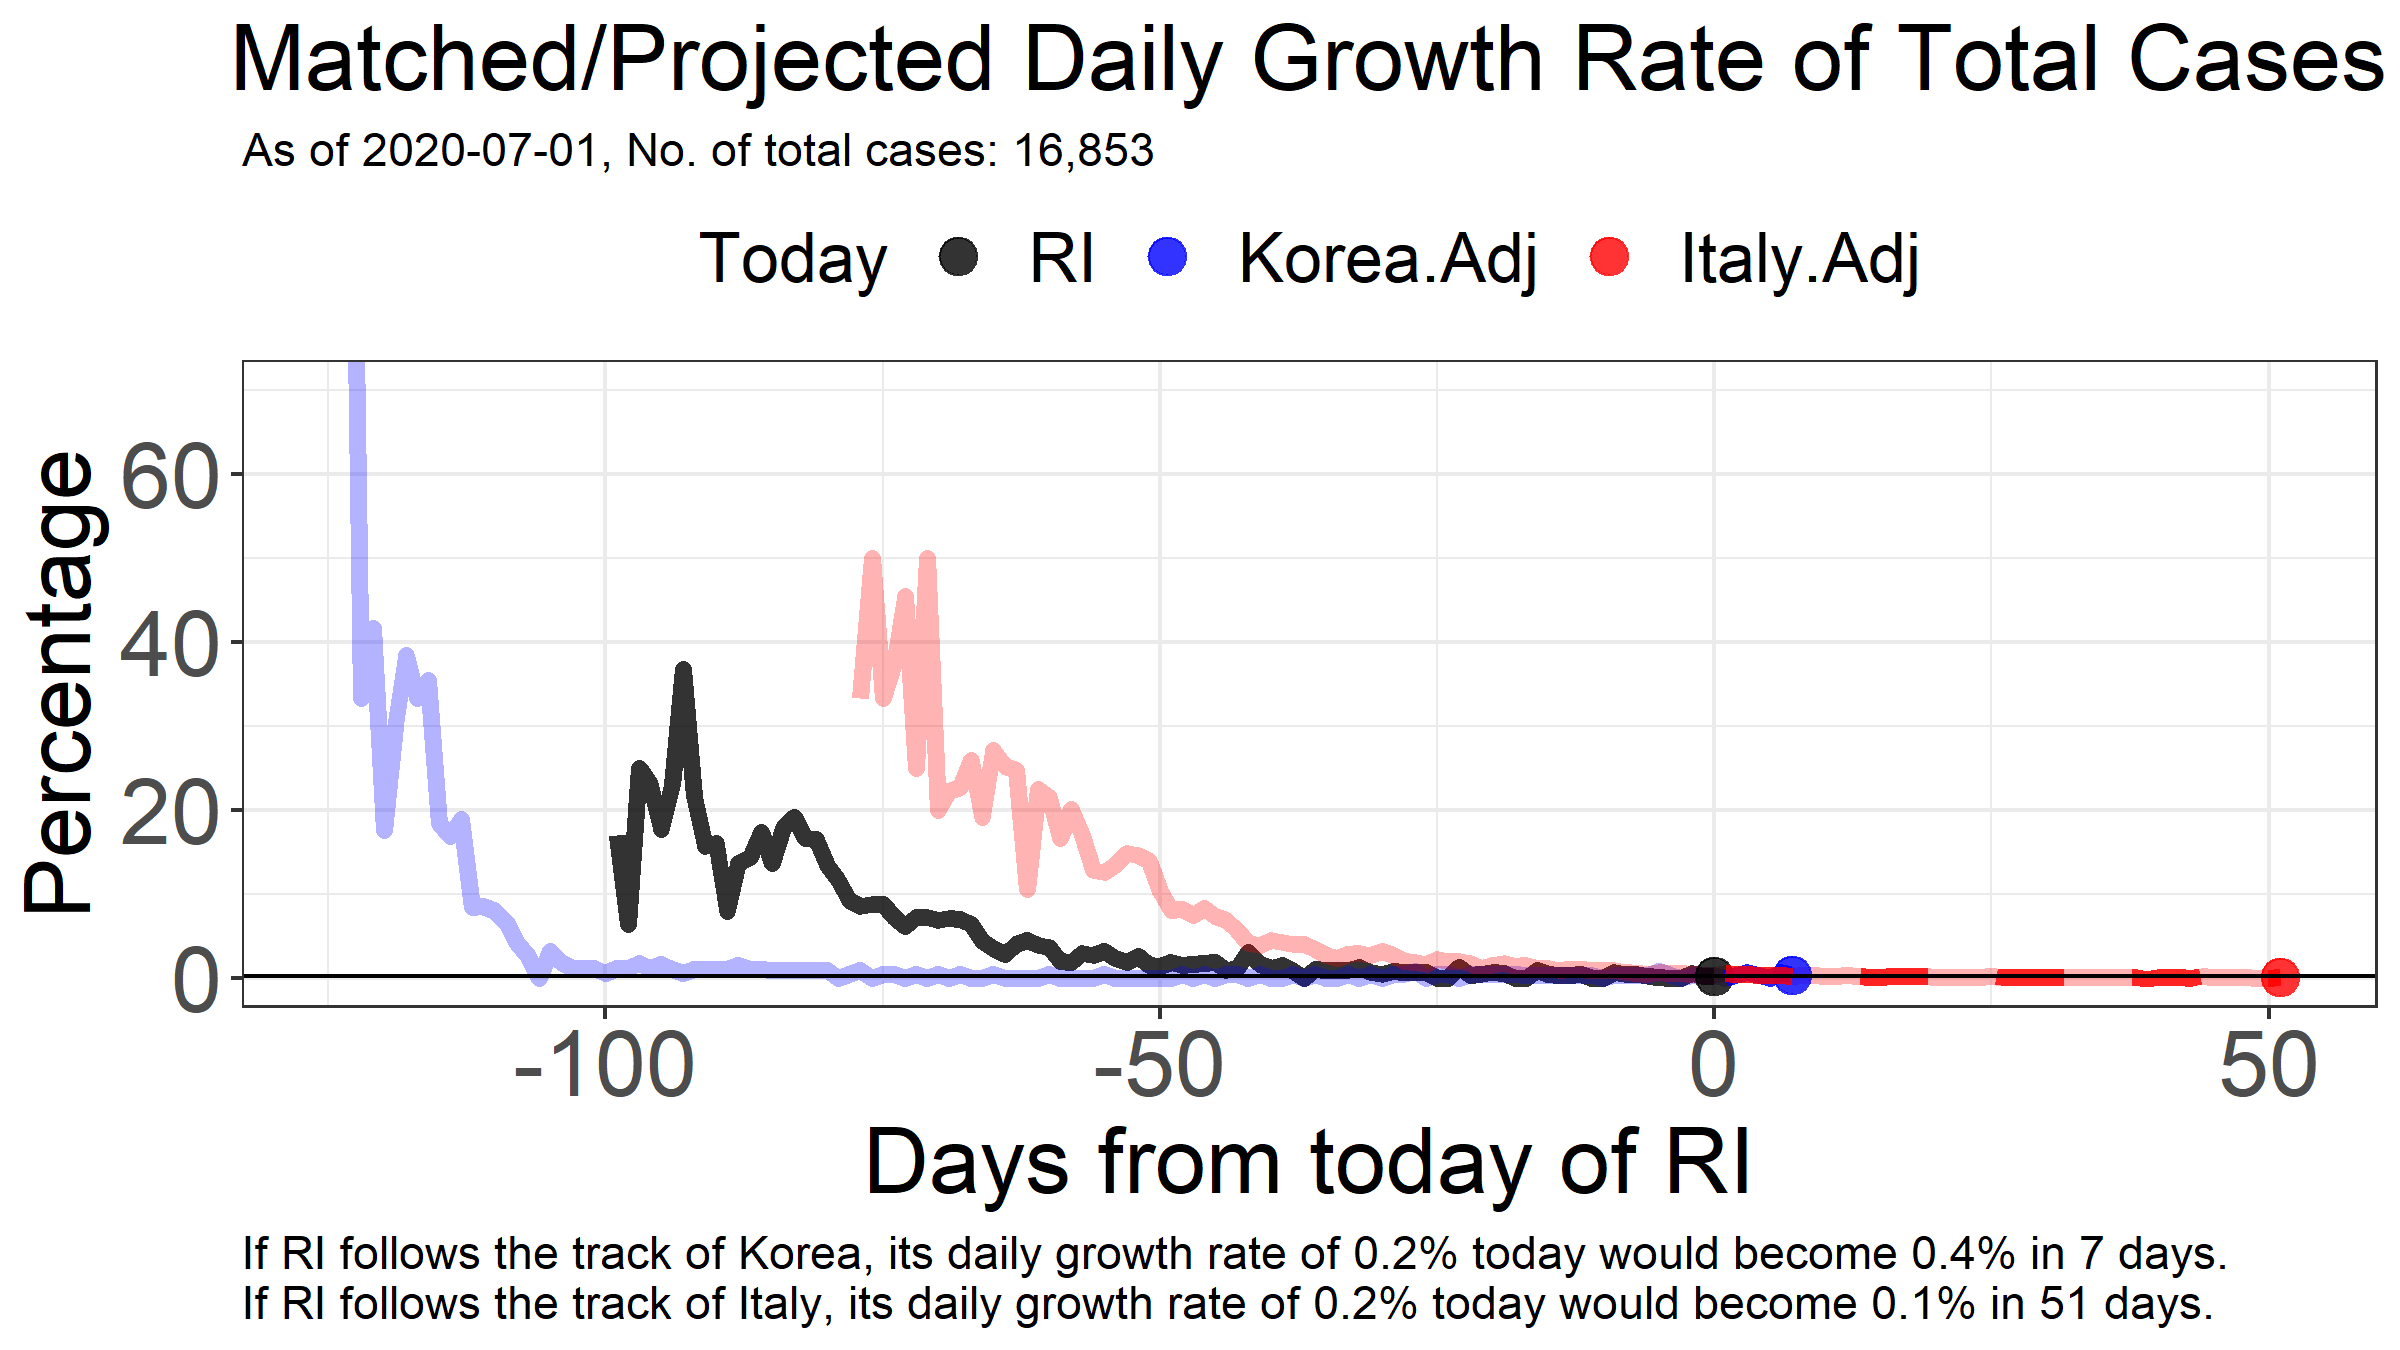 Matched/Projected Daily Growth Rate of Total Cases
As of 2020-07-01, No. of total cases: 16,853
Today RI Korea.Adj Italy.Adj
Percentage
60
40
20
0
-100 -50 0 50
Days from today of RI
If RI follows the track of Korea, its daily growth rate of 0.2% today would become 0.4% in 7 days.
If RI follows the track of Italy, its daily growth rate of 0.2% today would become 0.1% in 51 days.